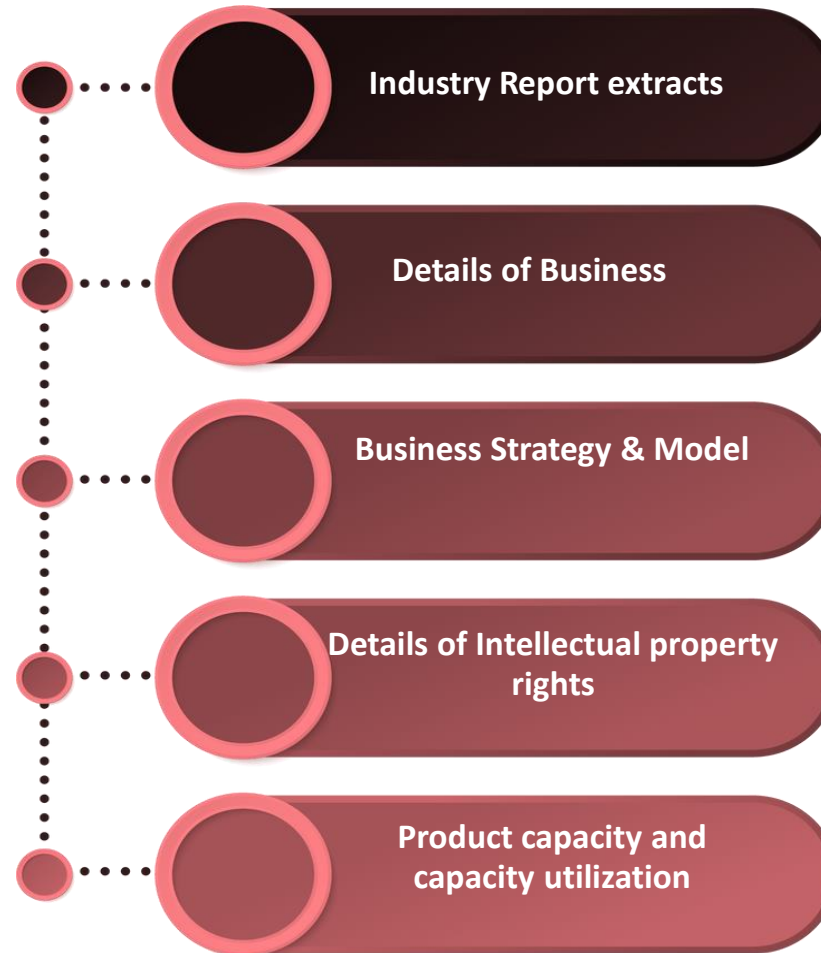 Industry Report extracts
Details of Business
Business Strategy & Model
Details of Intellectual property
rights
Product capacity and
capacity utilization